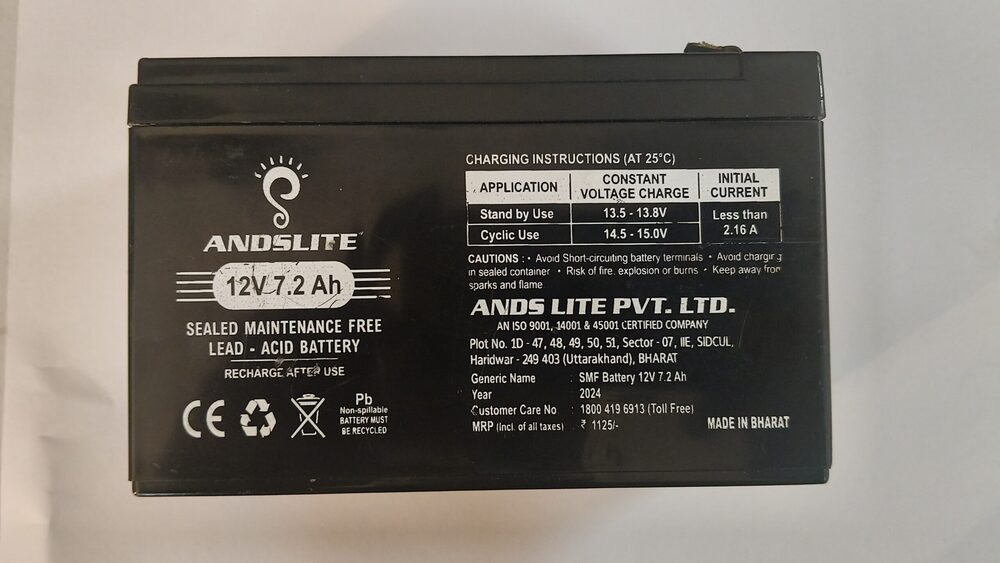 ANDSLITE
12V 7.2 Ah
SEALED MAINTENANCE FREE
LEAD - ACID BATTERY
RECHARGE AFTER USE
CE
Pb
Non-spillable
BATTERY MUST
BE RECYCLED
CHARGING INSTRUCTIONS (AT 25°C)
APPLICATION CONSTANT VOLTAGE CHARGE INITIAL CURRENT
Stand by Use 13.5 - 13.8V Less than 2.16 A
Cyclic Use 14.5 - 15.0V
CAUTIONS : • Avoid Short-circuiting battery terminals • Avoid charging
in sealed container • Risk of fire, explosion or burns • Keep away from
sparks and flame
ANDS LITE PVT. LTD.
AN ISO 9001, 14001 & 45001 CERTIFIED COMPANY
Plot No. 1D - 47, 48, 49, 50, 51, Sector - 07, IIE, SIDCUL,
Haridwar - 249 403 (Uttarakhand), BHARAT
Generic Name : SMF Battery 12V 7.2 Ah
Year : 2024
Customer Care No : 1800 419 6913 (Toll Free)
MRP (Incl. of all taxes) : ₹ 1125/-
MADE IN BHARAT